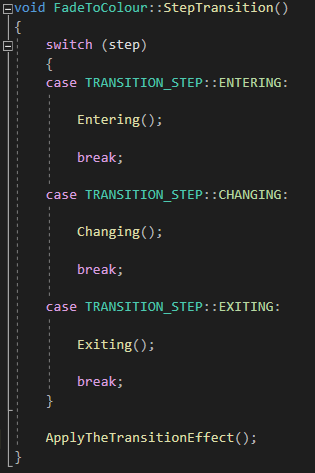 void FadeToColour::StepTransition()
{
switch (step)
{
case TRANSITION_STEP::ENTERING:
Entering();
break;
case TRANSITION_STEP::CHANGING:
Changing();
break;
case TRANSITION_STEP::EXITING:
Exiting();
break;
}
ApplyTheTransitionEffect();
}